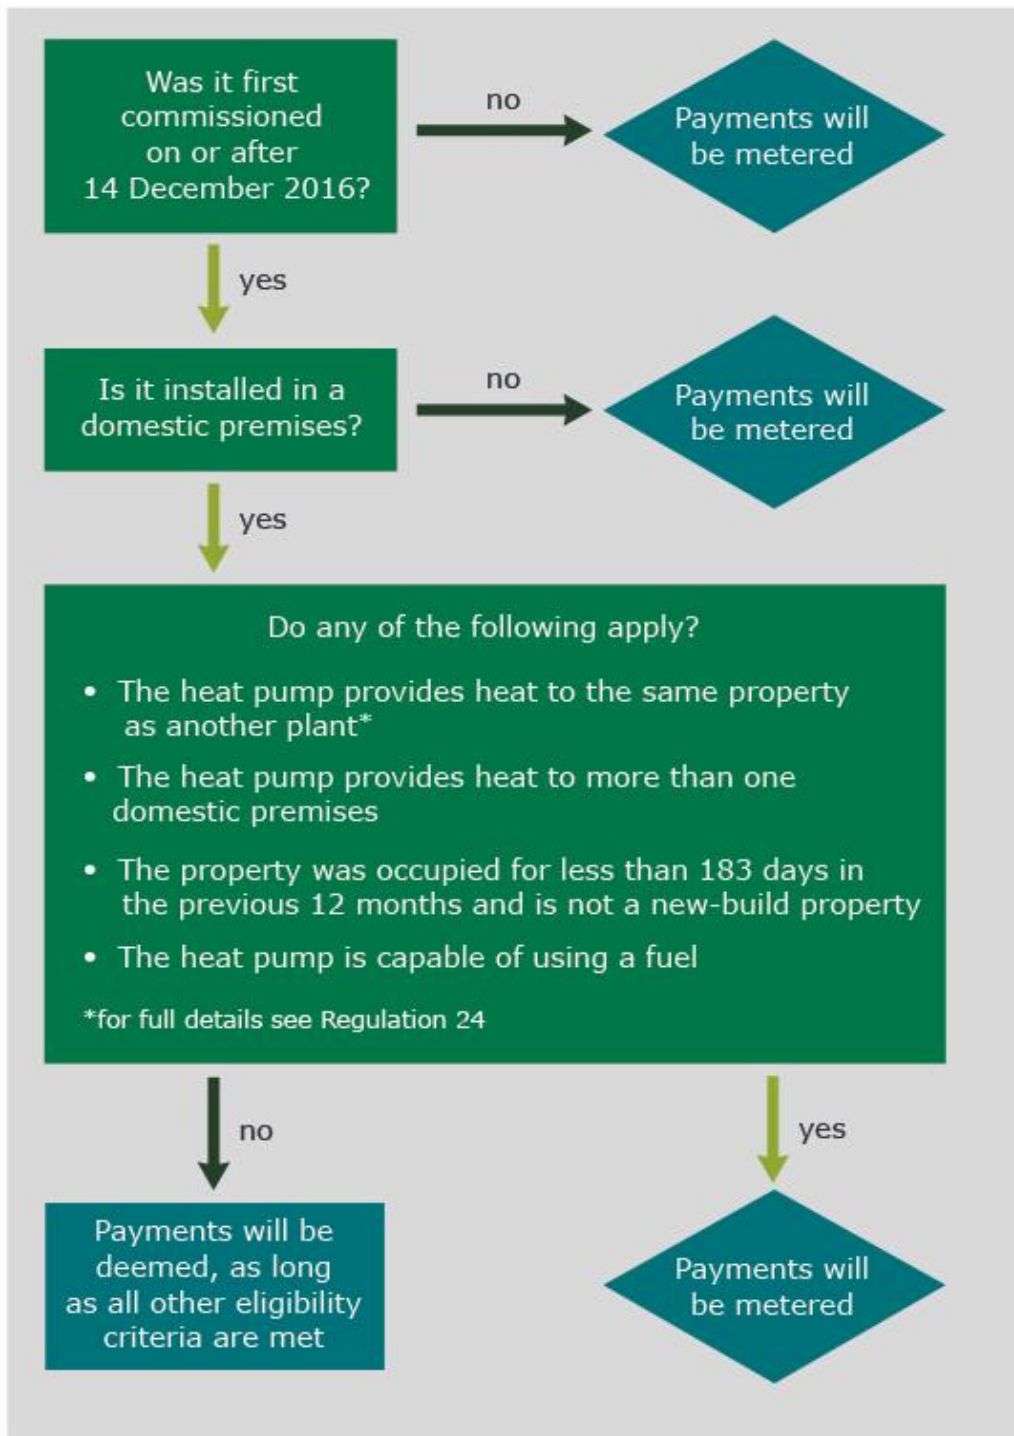 Was it first
commissioned
on or after
14 December 2016?
no
Payments will
be metered
yes
Is it installed in a
domestic premises?
no
Payments will
be metered
yes
Do any of the following apply?
• The heat pump provides heat to the same property
as another plant*
• The heat pump provides heat to more than one
domestic premises
• The property was occupied for less than 183 days in
the previous 12 months and is not a new-build property
• The heat pump is capable of using a fuel
*for full details see Regulation 24
no
yes
Payments will be
deemed, as long
as all other eligibility
criteria are met
Payments will
be metered